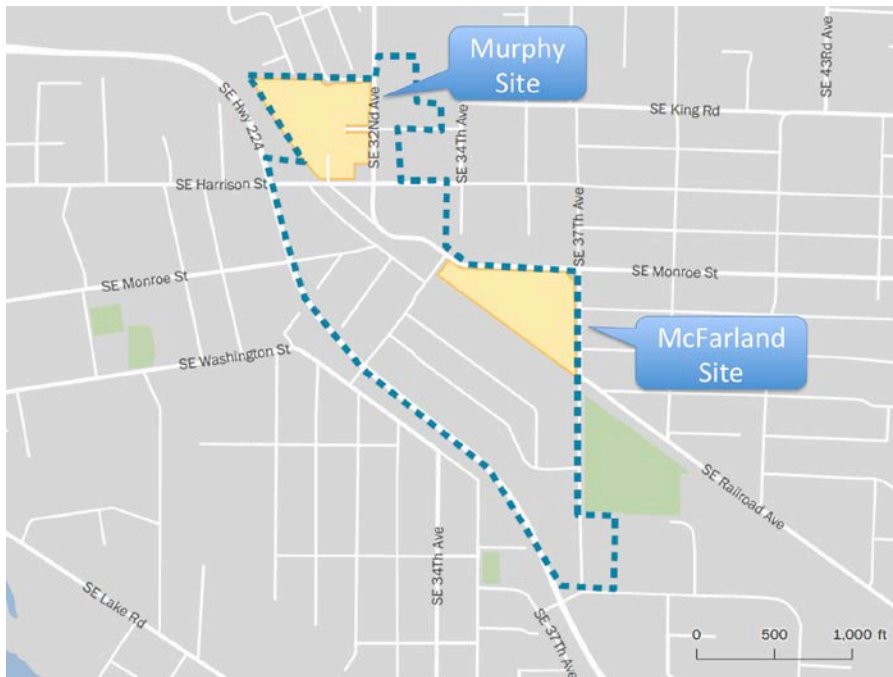 Murphy
Site
SE 43Rd Ave
SE Hwy 224
SE 32Nd Ave
SE 34Th Ave
SE King Rd
SE Harrison St
SE 37Th Ave
SE Monroe St
SE Monroe St
McFarland
Site
SE Washington St
SE Railroad Ave
SE 34Th Ave
SE Lake Rd
SE 37Th Ave
0 500 1,000 ft